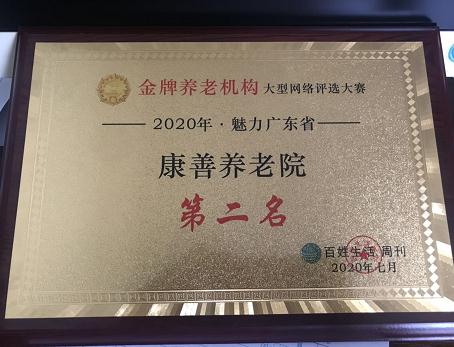 金牌养老机构大型网络评选大赛
2020年·魅力广东省
康善养老院
第二名
百姓生活 周刊
2020年七月